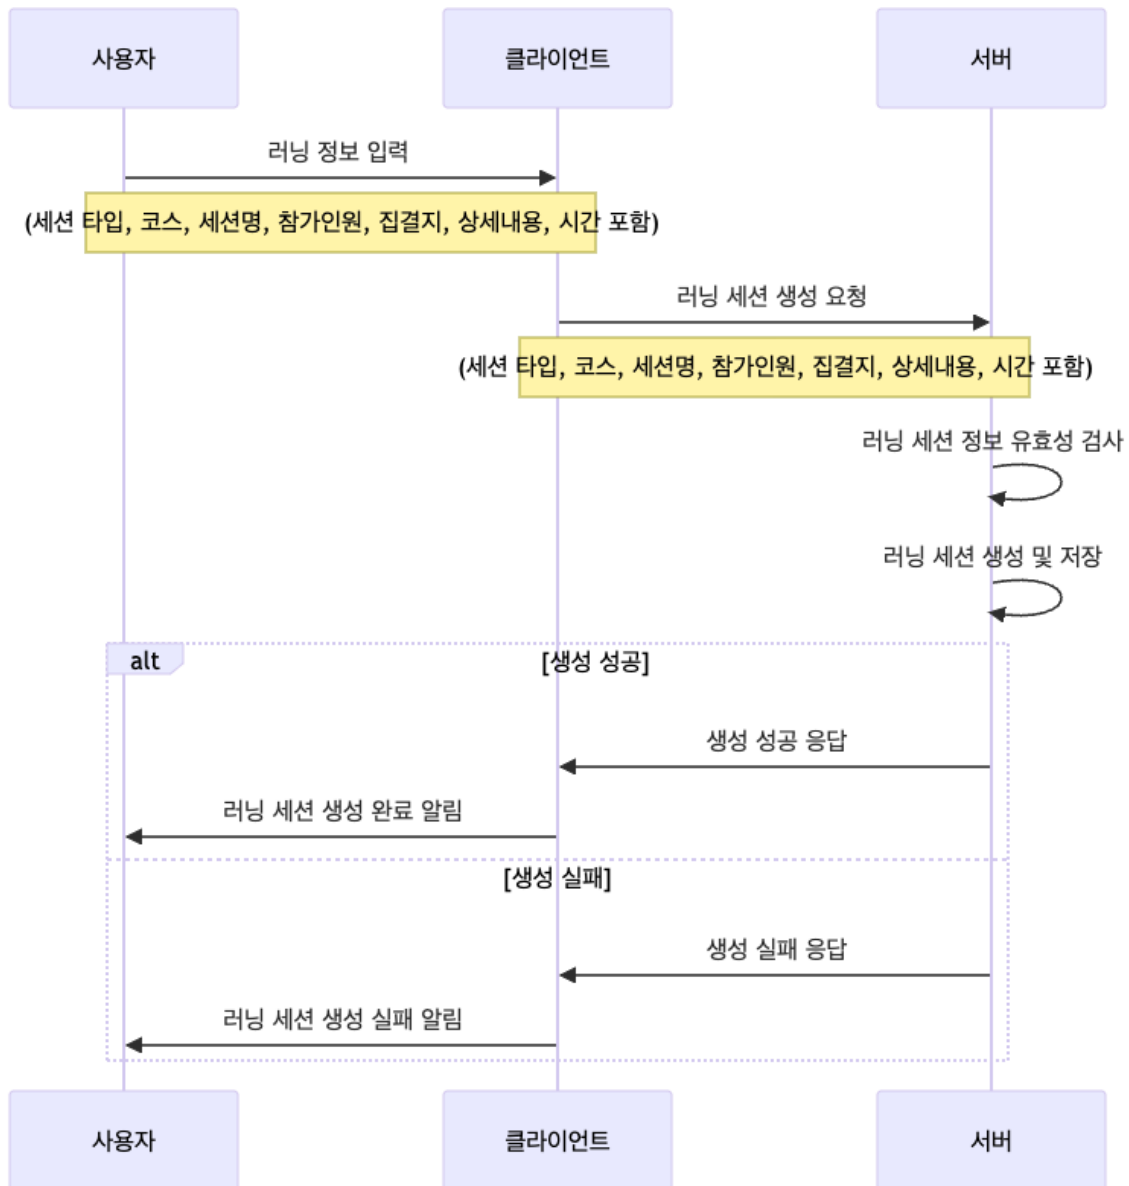 사용자
클라이언트
서버
러닝 정보 입력
(세션 타입, 코스, 세션명, 참가인원, 집결지, 상세내용, 시간 포함)
러닝 세션 생성 요청
(세션 타입, 코스, 세션명, 참가인원, 집결지, 상세내용, 시간 포함)
러닝 세션 정보 유효성 검사
러닝 세션 생성 및 저장
alt
[생성 성공]
생성 성공 응답
러닝 세션 생성 완료 알림
[생성 실패]
생성 실패 응답
러닝 세션 생성 실패 알림
사용자
클라이언트
서버